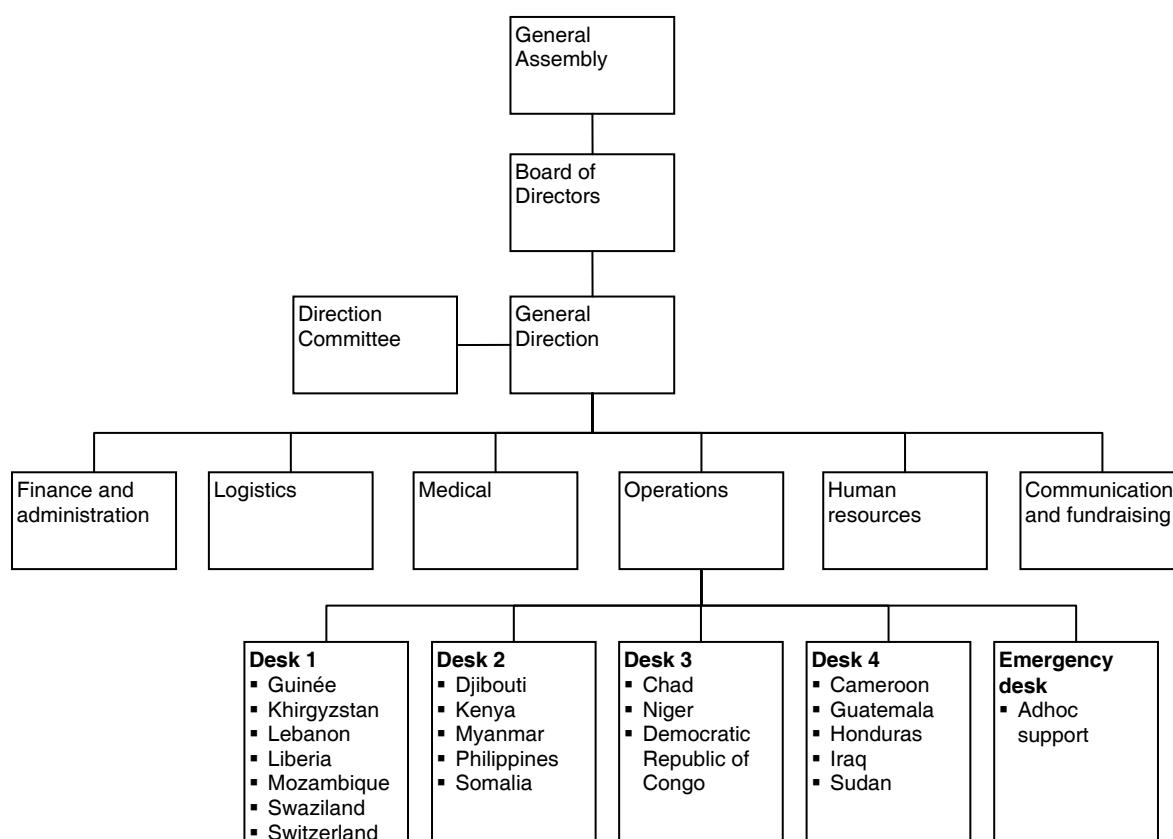 General
Assembly
Board of
Directors
Direction
Committee
General
Direction
Finance and
administration
Logistics
Medical
Operations
Human
resources
Communication
and fundraising
Desk 1
▪ Guinée
▪ Khirgyzstan
▪ Lebanon
▪ Liberia
▪ Mozambique
▪ Swaziland
▪ Switzerland
Desk 2
▪ Djibouti
▪ Kenya
▪ Myanmar
▪ Philippines
▪ Somalia
Desk 3
▪ Chad
▪ Niger
▪ Democratic
Republic of
Congo
Desk 4
▪ Cameroon
▪ Guatemala
▪ Honduras
▪ Iraq
▪ Sudan
Emergency
desk
▪ Adhoc
support